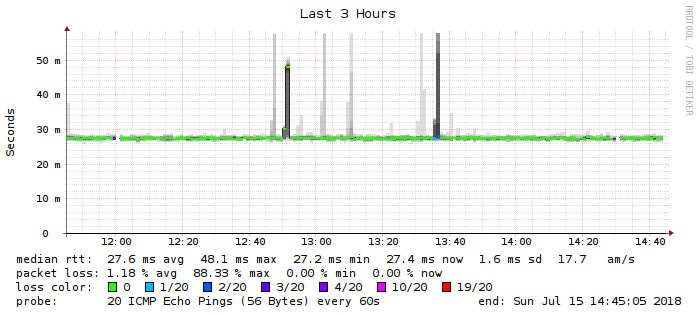 Last 3 Hours
RRDTOOL / TOBI OETIKER
Seconds
50 m
40 m
30 m
20 m
10 m
0
12:00 12:20 12:40 13:00 13:20 13:40 14:00 14:20 14:40
median rtt: 27.6 ms avg 48.1 ms max 27.2 ms min 27.4 ms now 1.6 ms sd 17.7 am/s
packet loss: 1.18 % avg 88.33 % max 0.00 % min 0.00 % now
loss color: 0 1/20 2/20 3/20 4/20 10/20 19/20
probe: 20 ICMP Echo Pings (56 Bytes) every 60s end: Sun Jul 15 14:45:05 2018